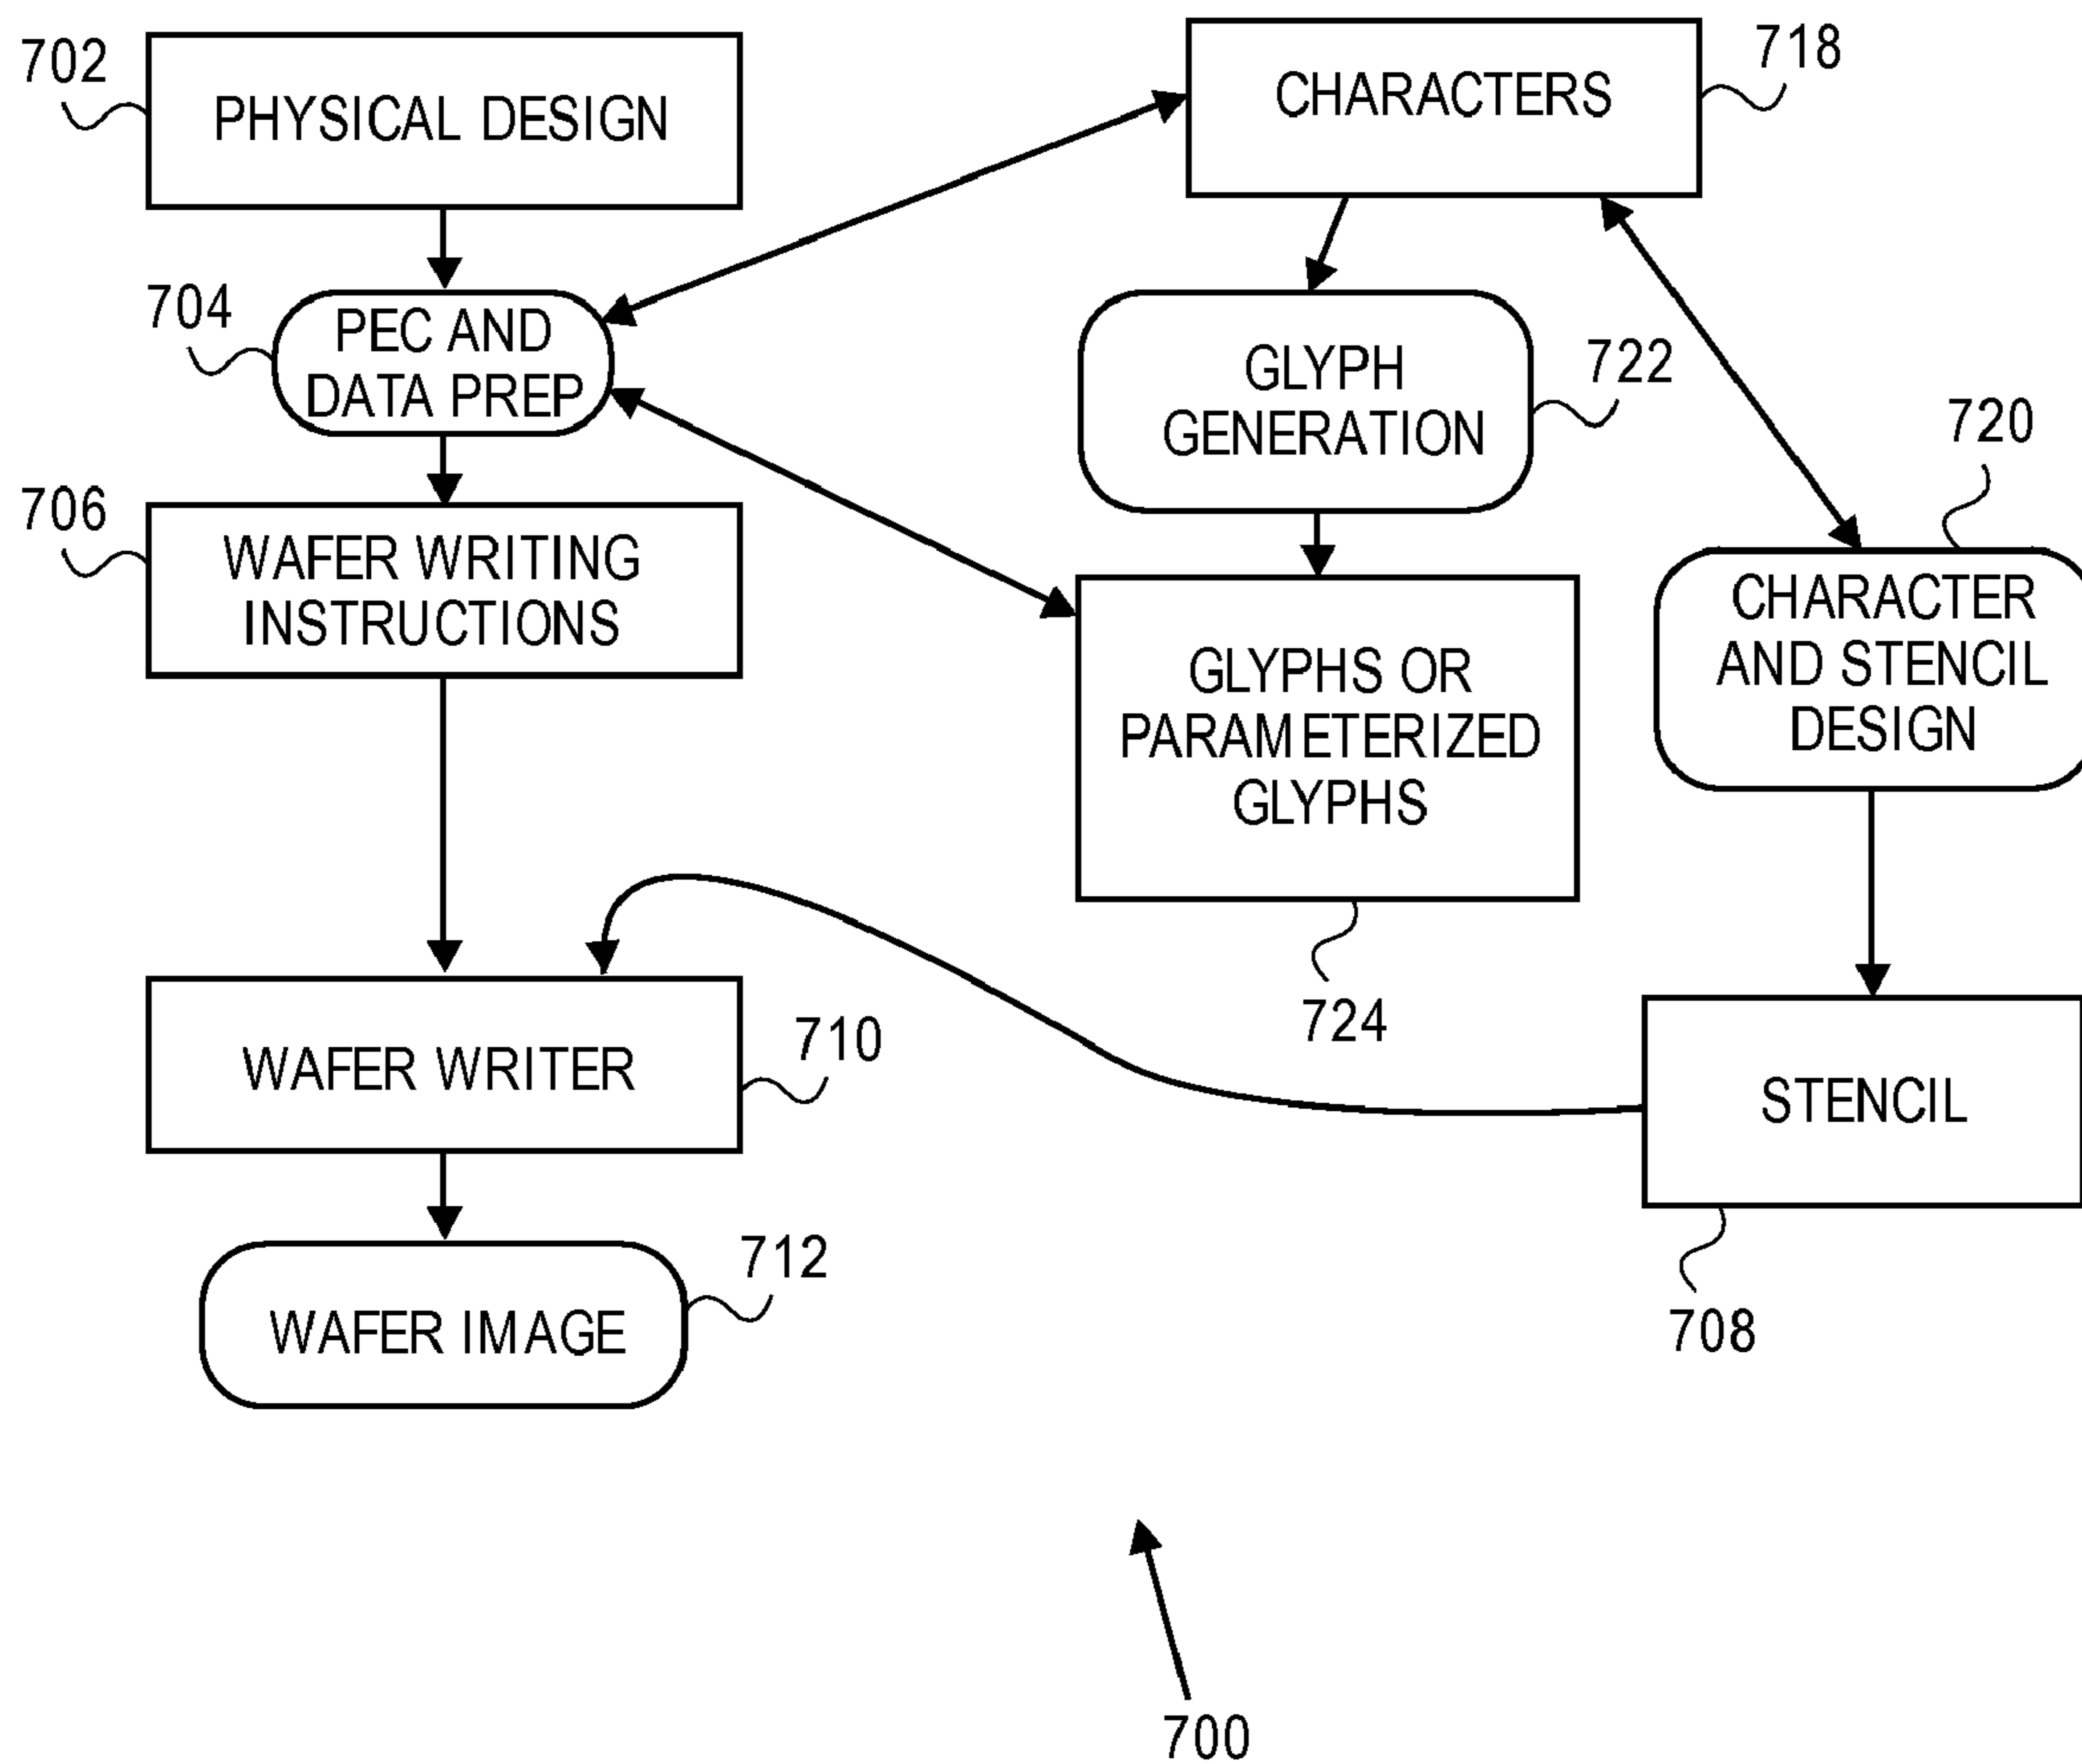 702
PHYSICAL DESIGN
CHARACTERS
718
704
PEC AND
DATA PREP
GLYPH
GENERATION
722
720
706
WAFER WRITING
INSTRUCTIONS
CHARACTER
AND STENCIL
DESIGN
GLYPHS OR
PARAMETERIZED
GLYPHS
724
WAFER WRITER
710
STENCIL
708
712
WAFER IMAGE
700